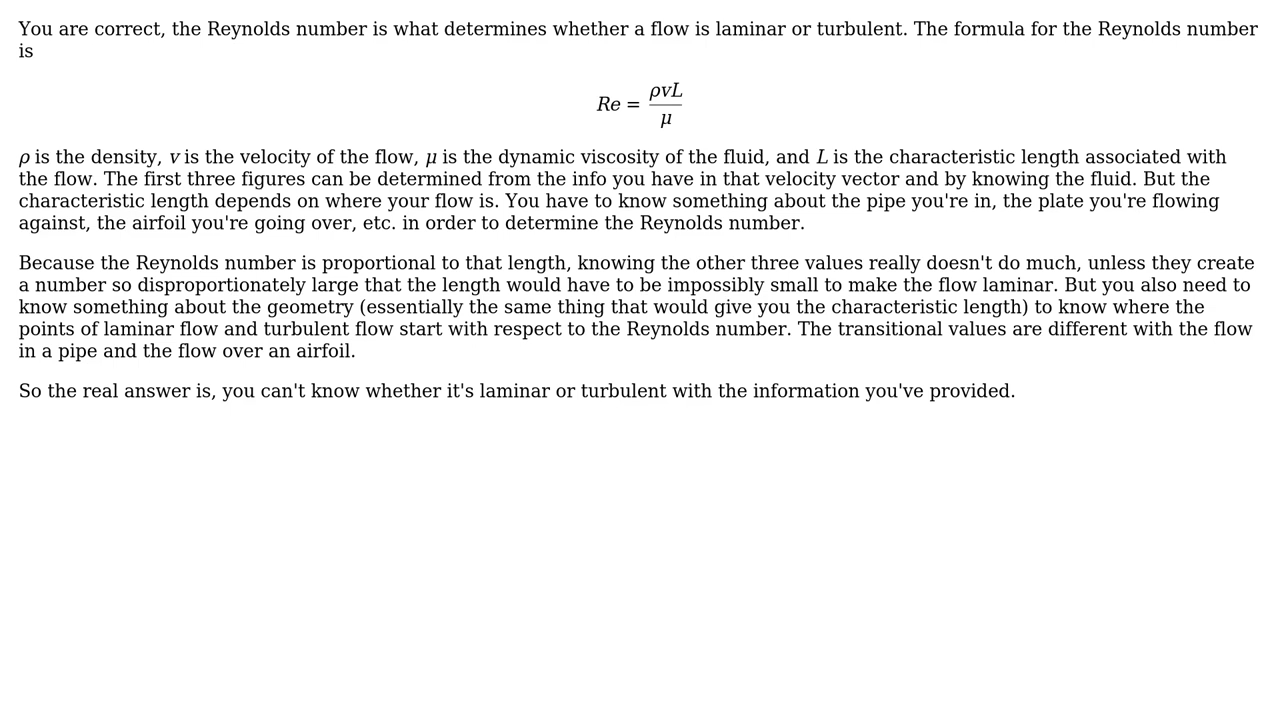 You are correct, the Reynolds number is what determines whether a flow is laminar or turbulent. The formula for the Reynolds number
is
Re = ρvL/μ
ρ is the density, v is the velocity of the flow, μ is the dynamic viscosity of the fluid, and L is the characteristic length associated with
the flow. The first three figures can be determined from the info you have in that velocity vector and by knowing the fluid. But the
characteristic length depends on where your flow is. You have to know something about the pipe you're in, the plate you're flowing
against, the airfoil you're going over, etc. in order to determine the Reynolds number.
Because the Reynolds number is proportional to that length, knowing the other three values really doesn't do much, unless they create
a number so disproportionately large that the length would have to be impossibly small to make the flow laminar. But you also need to
know something about the geometry (essentially the same thing that would give you the characteristic length) to know where the
points of laminar flow and turbulent flow start with respect to the Reynolds number. The transitional values are different with the flow
in a pipe and the flow over an airfoil.
So the real answer is, you can't know whether it's laminar or turbulent with the information you've provided.